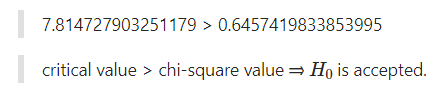 7.814727903251179 > 0.6457419833853995
critical value > chi-square value ⇒ H₀ is accepted.